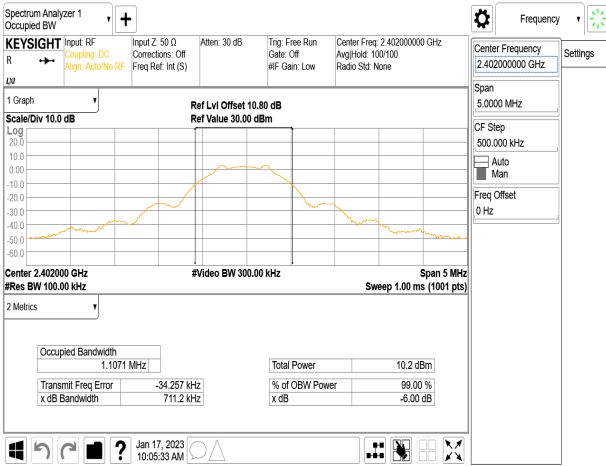 Spectrum Analyzer 1
Occupied BW
KEYSIGHT
R
Input: RF
Coupling: DC
Align: Auto/No RF
Input Z: 50 Ω
Corrections: Off
Freq Ref: Int (S)
Atten: 30 dB
Trig: Free Run
Gate: Off
#IF Gain: Low
Center Freq: 2.402000000 GHz
Avg|Hold: 100/100
Radio Std: None
1 Graph
Scale/Div 10.0 dB
Ref Lvl Offset 10.80 dB
Ref Value 30.00 dBm
Log
20.0
10.0
0.00
-10.0
-20.0
-30.0
-40.0
-50.0
-60.0
Center 2.402000 GHz
#Res BW 100.00 kHz
#Video BW 300.00 kHz
Span 5 MHz
Sweep 1.00 ms (1001 pts)
2 Metrics
Occupied Bandwidth
1.1071 MHz
Transmit Freq Error -34.257 kHz
x dB Bandwidth 711.2 kHz
Total Power 10.2 dBm
% of OBW Power 99.00 %
x dB -6.00 dB
Jan 17, 2023
10:05:33 AM
Frequency
Settings
Center Frequency
2.402000000 GHz
Span
5.0000 MHz
CF Step
500.000 kHz
Auto
Man
Freq Offset
0 Hz